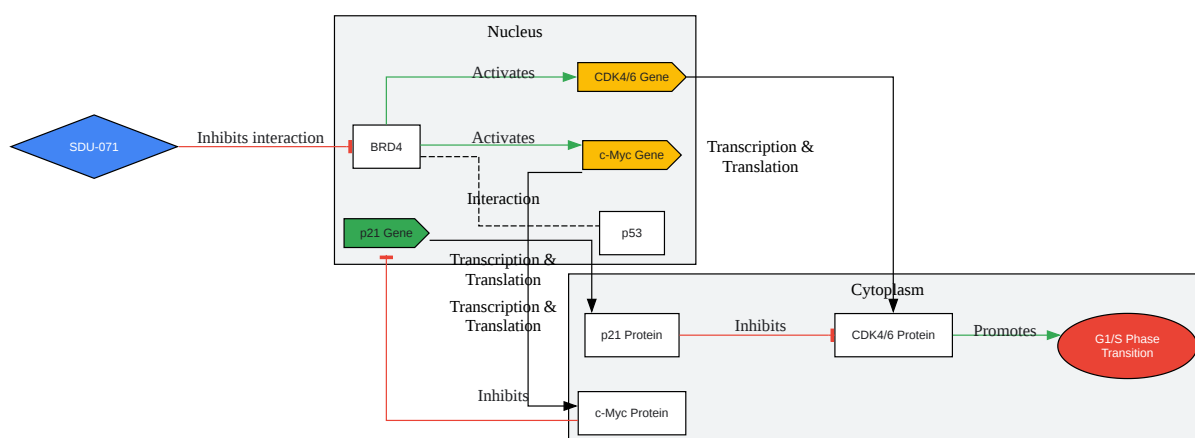 Nucleus
Activates
CDK4/6 Gene
SDU-071
Inhibits interaction
BRD4
Activates
c-Myc Gene
Transcription &
Translation
Interaction
p21 Gene
p53
Transcription &
Translation
Cytoplasm
Transcription &
Translation
p21 Protein
Inhibits
CDK4/6 Protein
Promotes
G1/S Phase
Transition
Inhibits
c-Myc Protein